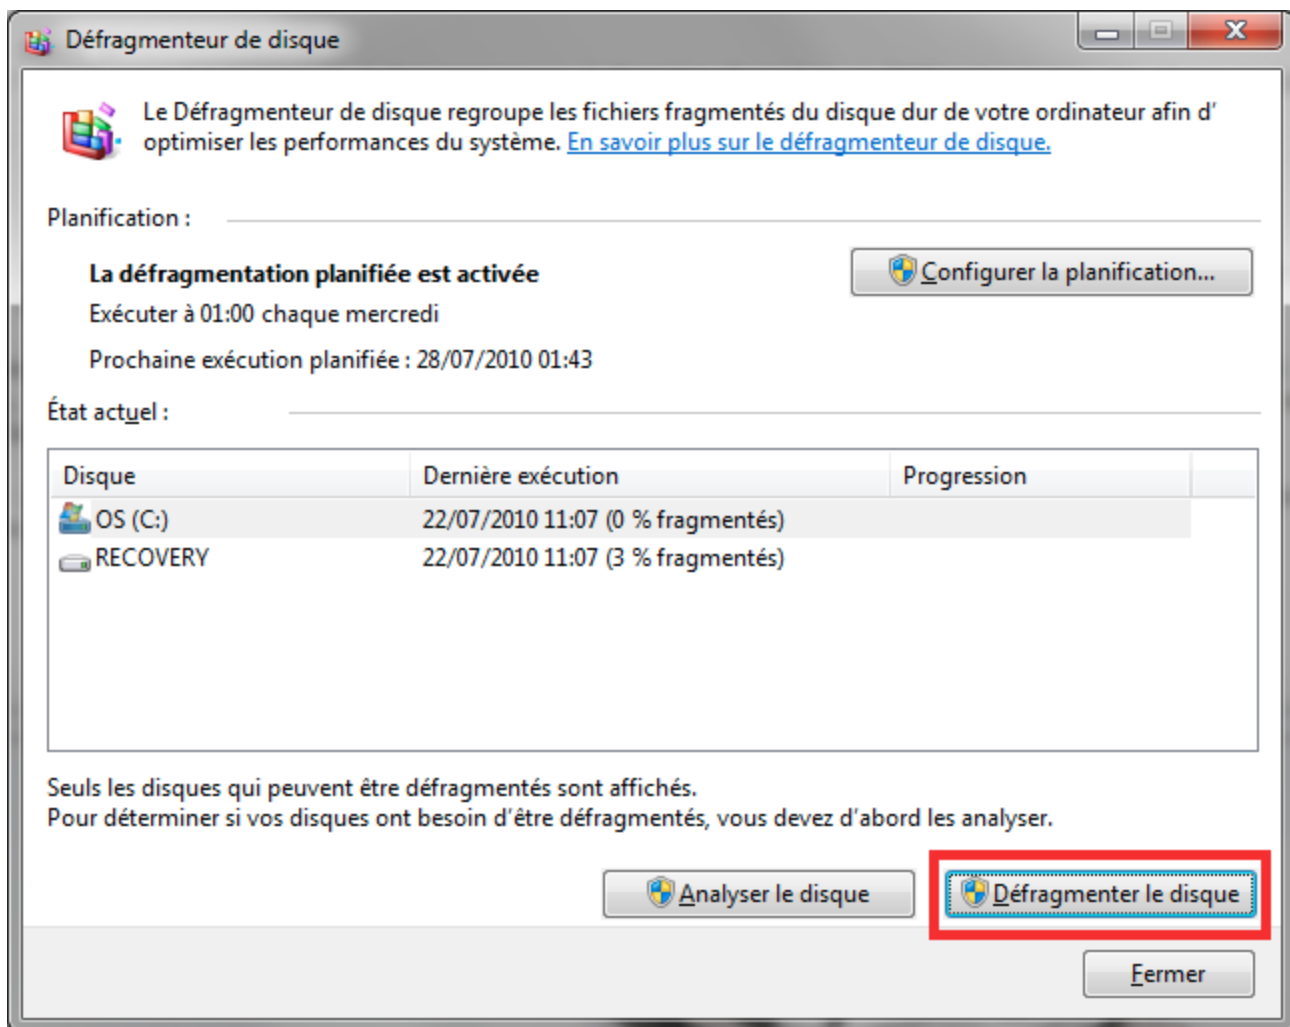 Défragmenteur de disque
Le Défragmenteur de disque regroupe les fichiers fragmentés du disque dur de votre ordinateur afin d'
optimiser les performances du système. En savoir plus sur le défragmenteur de disque.
Planification :
La défragmentation planifiée est activée
Configurer la planification...
Exécuter à 01:00 chaque mercredi
Prochaine exécution planifiée : 28/07/2010 01:43
État actuel :
Disque Dernière exécution Progression
OS (C:) 22/07/2010 11:07 (0 % fragmentés)
RECOVERY 22/07/2010 11:07 (3 % fragmentés)
Seuls les disques qui peuvent être défragmentés sont affichés.
Pour déterminer si vos disques ont besoin d'être défragmentés, vous devez d'abord les analyser.
Analyser le disque Défragmenter le disque
Fermer